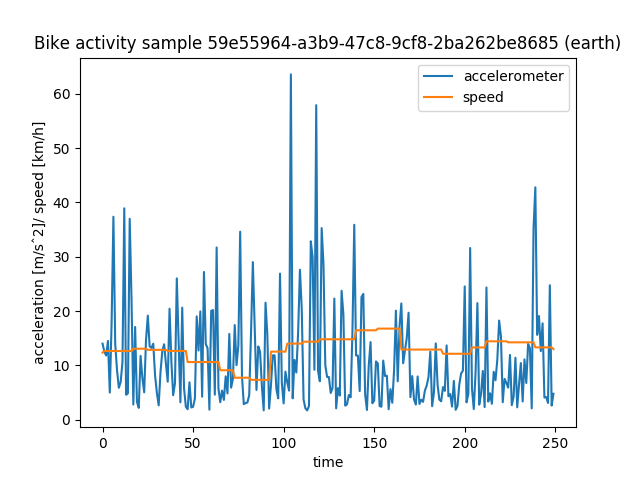 Bike activity sample 59e55964-a3b9-47c8-9cf8-2ba262be8685 (earth)
accelerometer
speed
acceleration [m/s^2]/ speed [km/h]
60
50
40
30
20
10
0
0 50 100 150 200 250
time